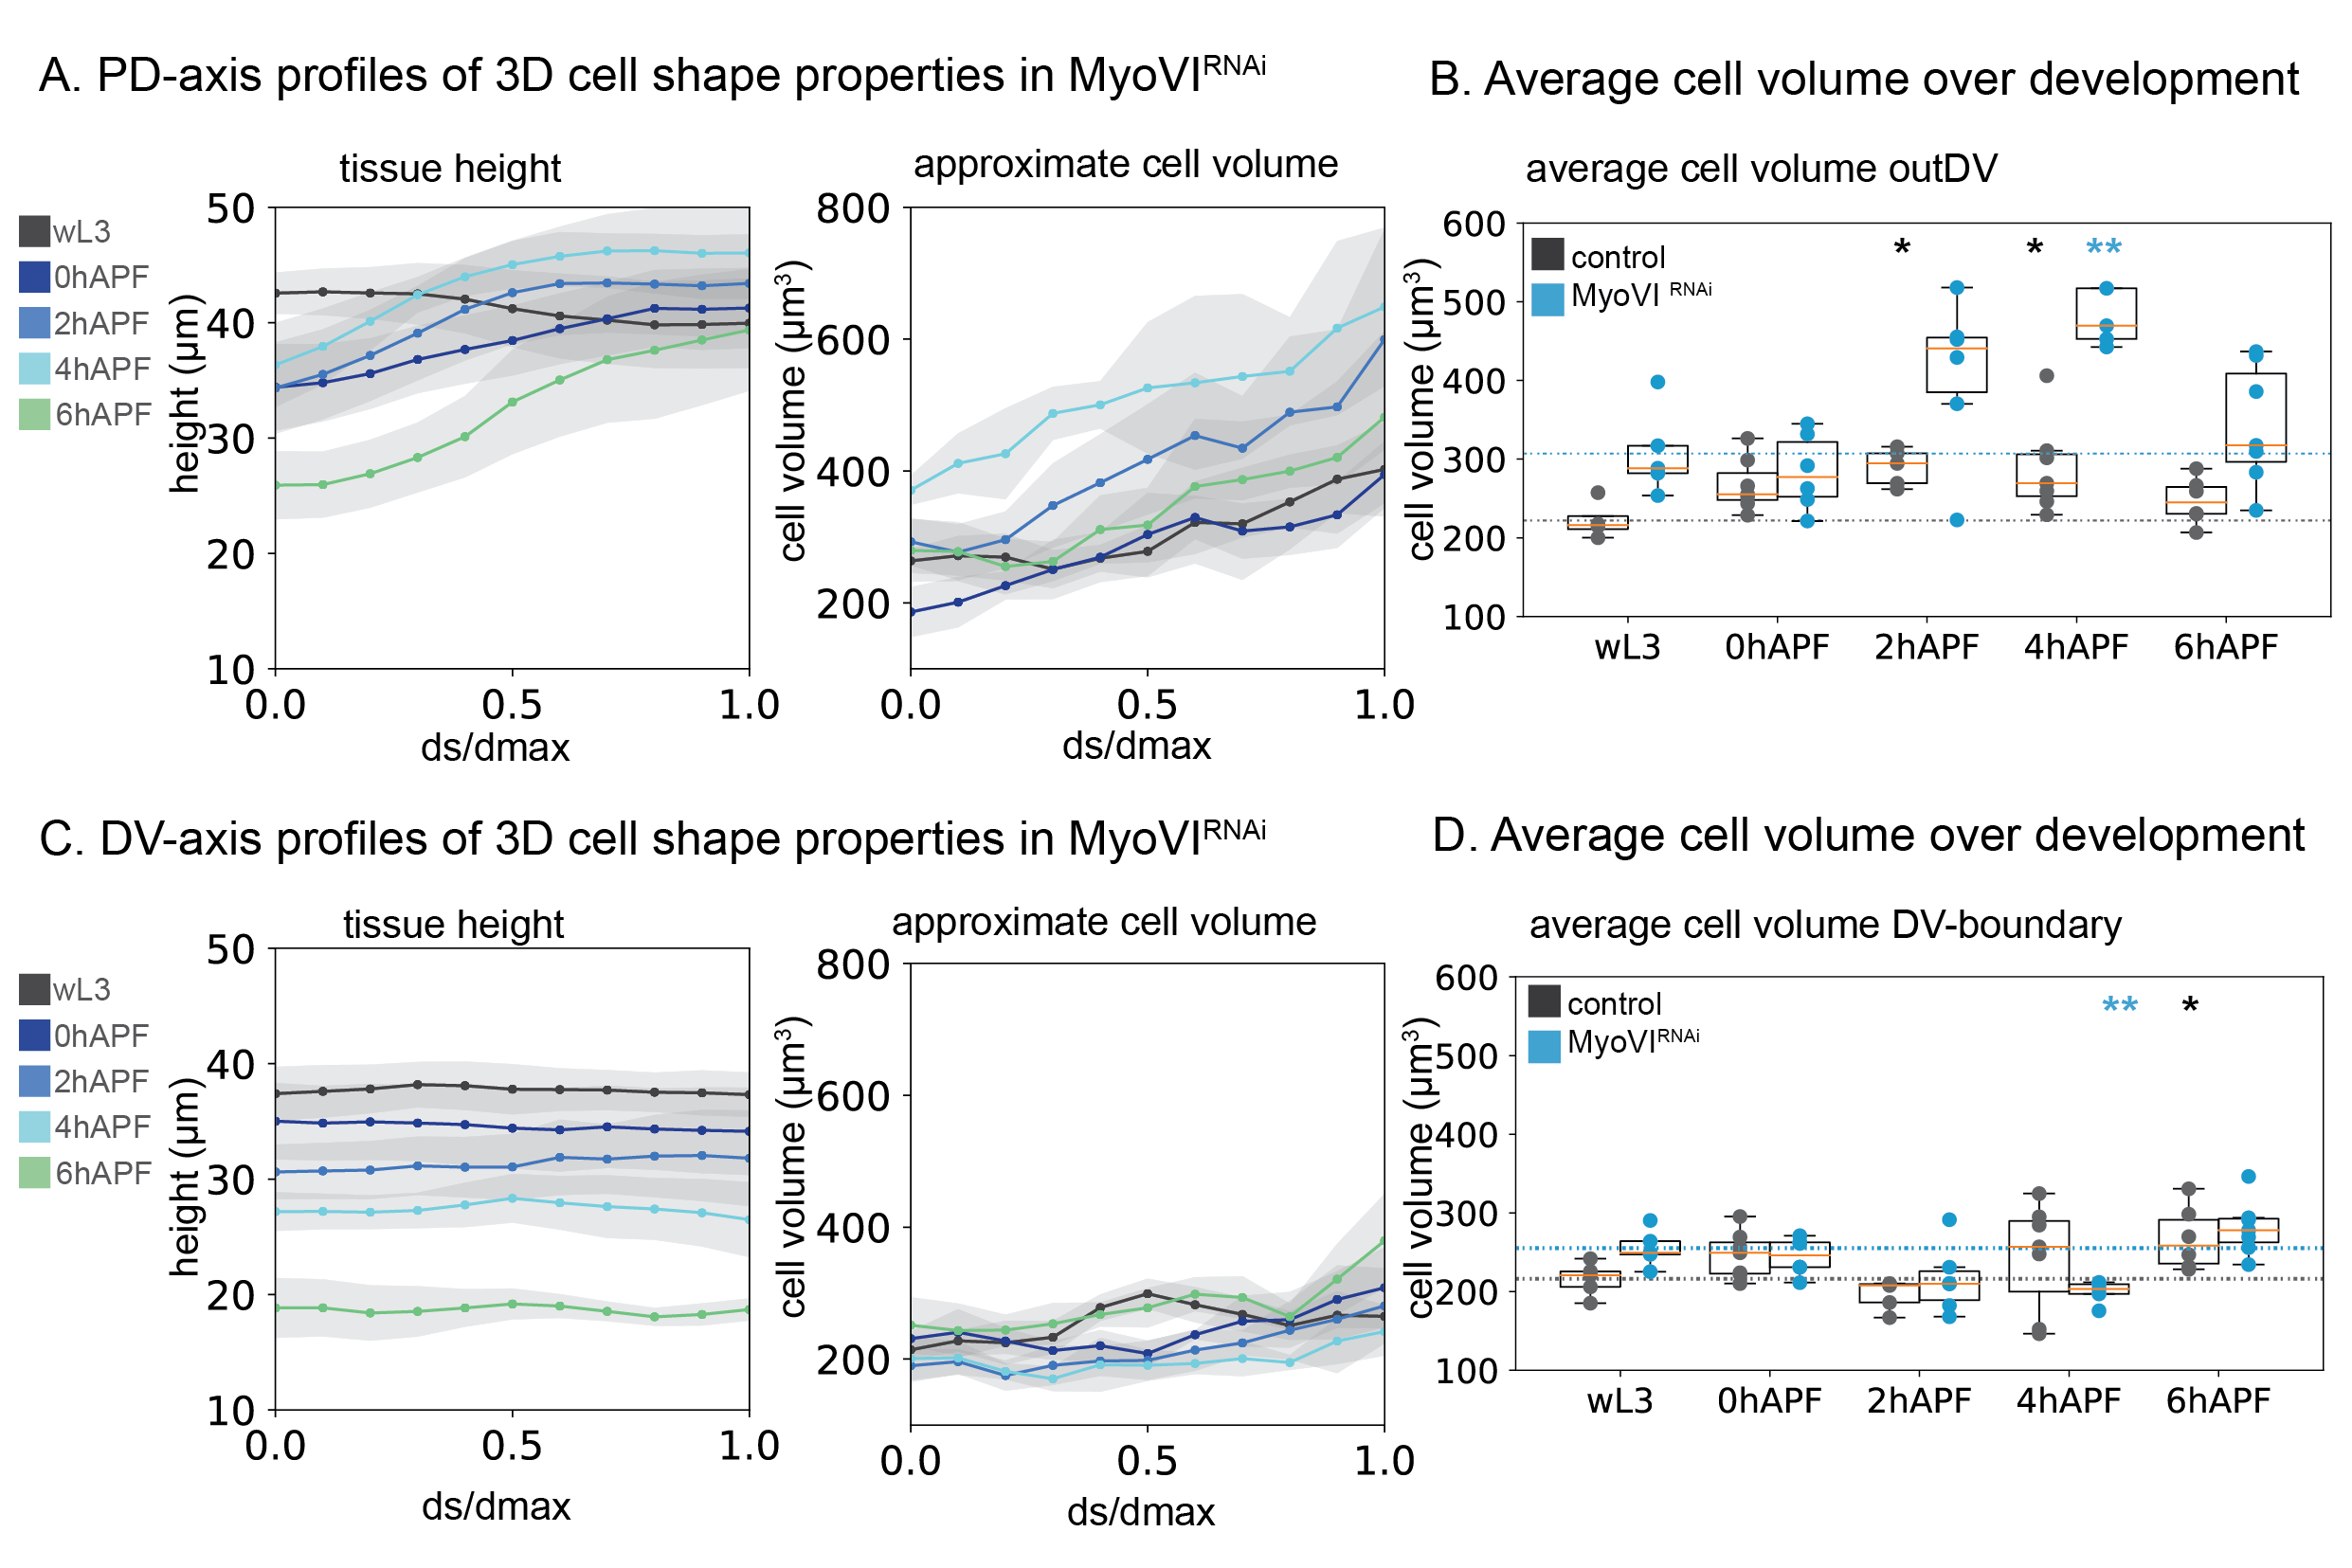 A. PD-axis profiles of 3D cell shape properties in MyoVI^RNAi
B. Average cell volume over development
tissue height
approximate cell volume
average cell volume outDV
wL3
0hAPF
2hAPF
4hAPF
6hAPF
height (µm)
50
40
30
20
10
0.0
0.5
1.0
ds/dmax
cell volume (µm³)
800
600
400
200
0.0
0.5
1.0
ds/dmax
cell volume (µm³)
600
500
400
300
200
100
control
MyoVI RNAi
*
*
**
wL3
0hAPF
2hAPF
4hAPF
6hAPF
C. DV-axis profiles of 3D cell shape properties in MyoVI^RNAi
D. Average cell volume over development
tissue height
approximate cell volume
average cell volume DV-boundary
wL3
0hAPF
2hAPF
4hAPF
6hAPF
height (µm)
50
40
30
20
10
0.0
0.5
1.0
ds/dmax
cell volume (µm³)
800
600
400
200
0.0
0.5
1.0
ds/dmax
cell volume (µm³)
600
500
400
300
200
100
control
MyoVI^RNAi
**
*
wL3
0hAPF
2hAPF
4hAPF
6hAPF